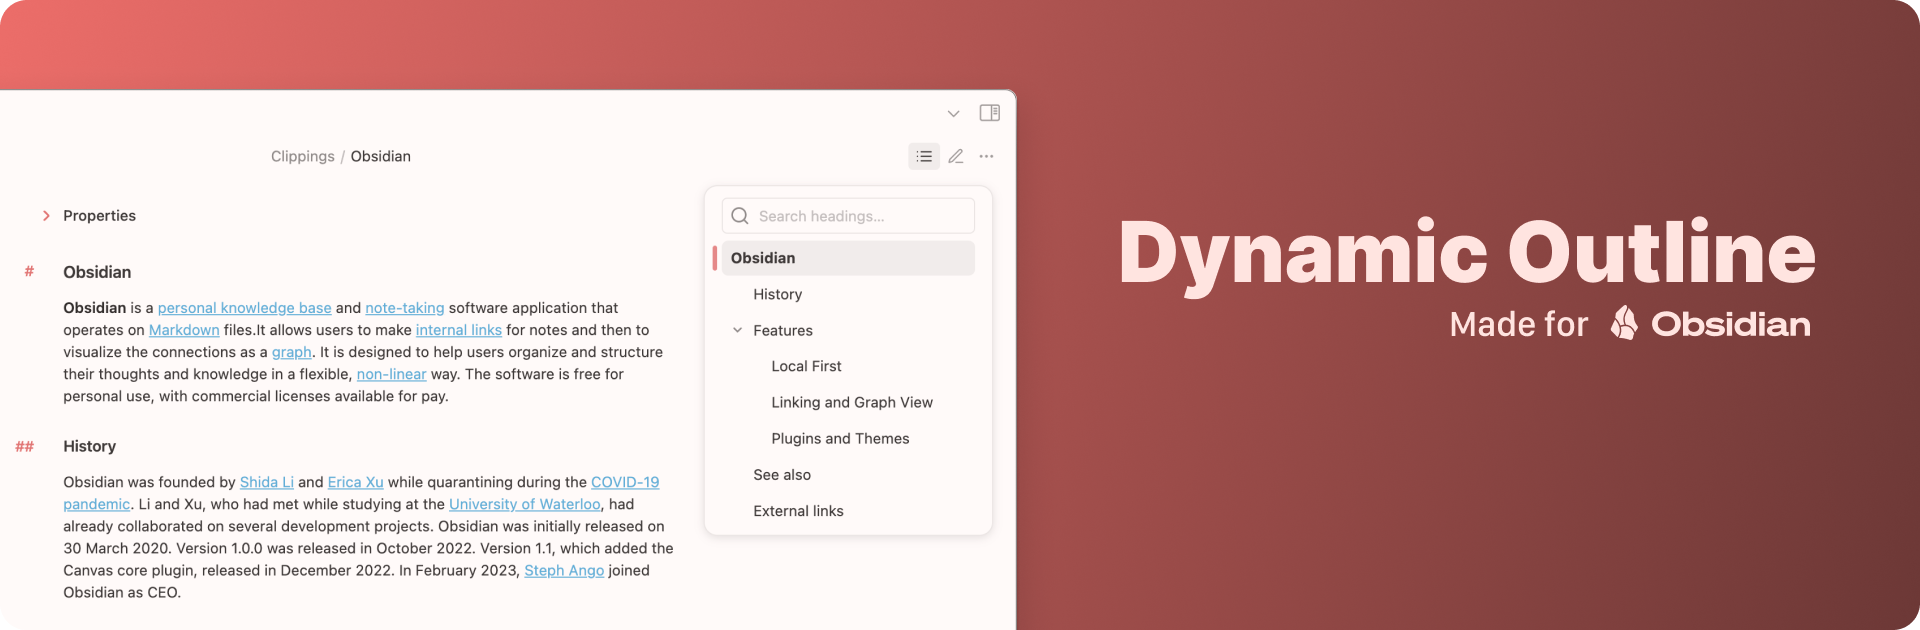 Clippings / Obsidian
Properties
# Obsidian
Obsidian is a personal knowledge base and note-taking software application that
operates on Markdown files.It allows users to make internal links for notes and then to
visualize the connections as a graph. It is designed to help users organize and structure
their thoughts and knowledge in a flexible, non-linear way. The software is free for
personal use, with commercial licenses available for pay.
## History
Obsidian was founded by Shida Li and Erica Xu while quarantining during the COVID-19
pandemic. Li and Xu, who had met while studying at the University of Waterloo, had
already collaborated on several development projects. Obsidian was initially released on
30 March 2020. Version 1.0.0 was released in October 2022. Version 1.1, which added the
Canvas core plugin, released in December 2022. In February 2023, Steph Ango joined
Obsidian as CEO.
Search headings...
Obsidian
History
Features
Local First
Linking and Graph View
Plugins and Themes
See also
External links
Dynamic Outline
Made for Obsidian